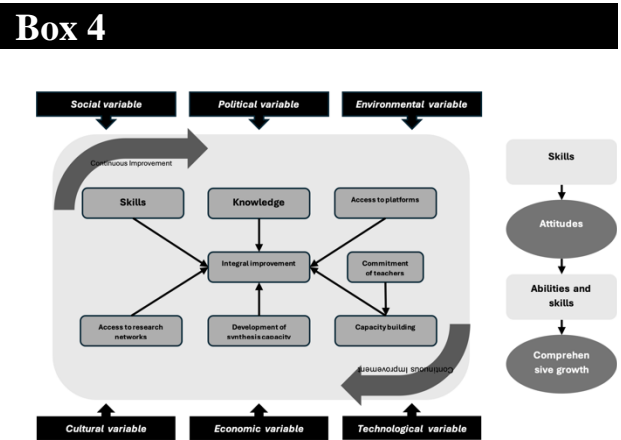 Box 4
Social variable
Political variable
Environmental variable
Continuous Improvement
Skills
Knowledge
Access to platforms
Integral improvement
Commitment
of teachers
Access to research
networks
Development of
synthesis capacity
Capacity building
Continuous Improvement
Cultural variable
Economic variable
Technological variable
Skills
Attitudes
Abilities and
skills
Comprehen
sive growth